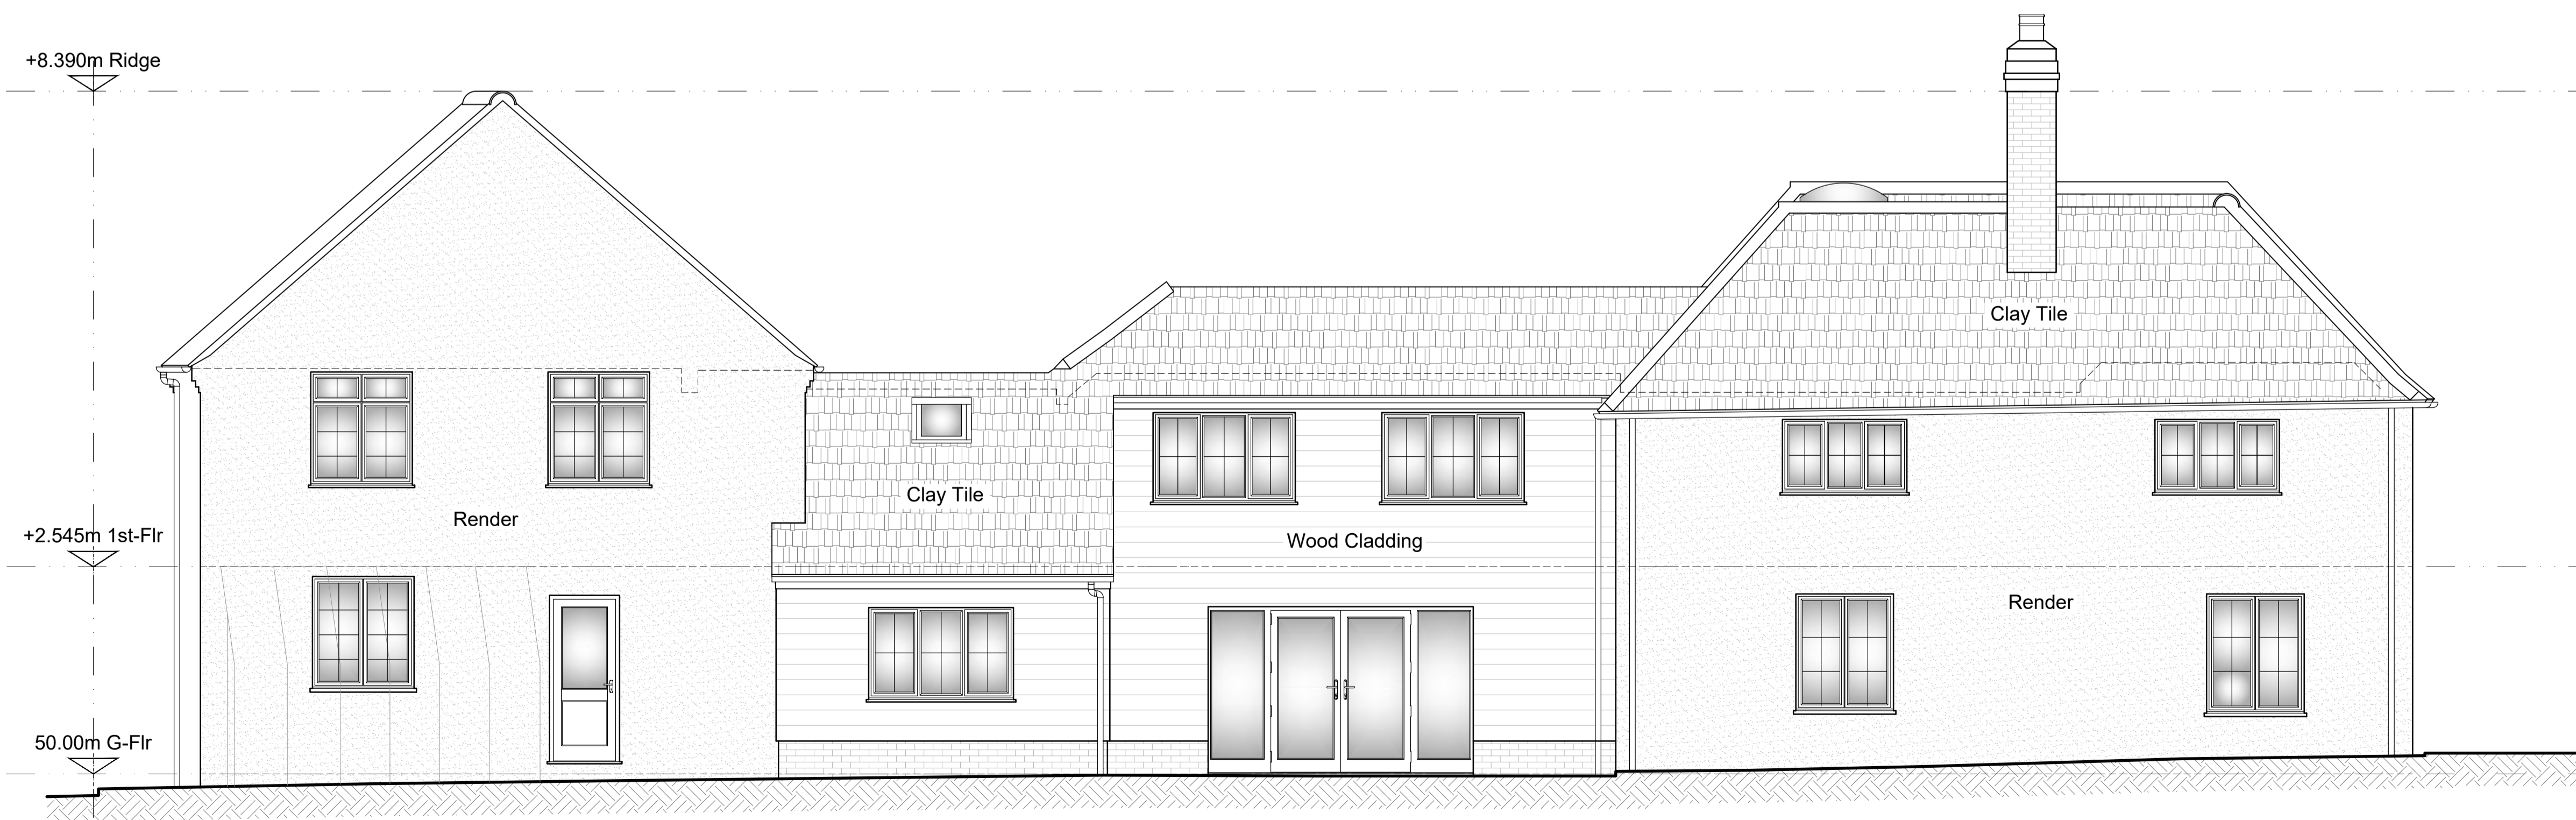 +8.390m Ridge
Clay Tile
Clay Tile
Render
+2.545m 1st-Flr
Wood Cladding
Render
50.00m G-Flr